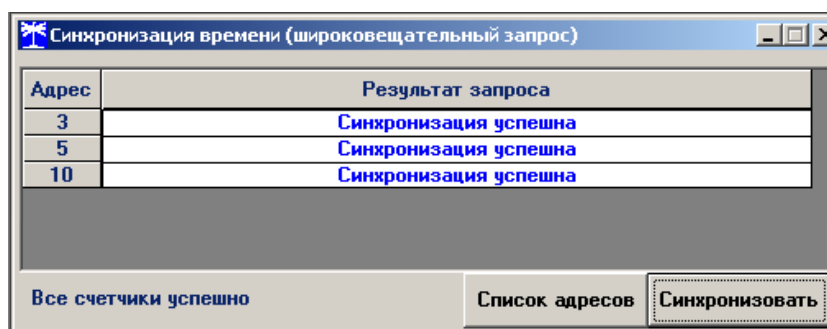 Синхронизация времени (широковещательный запрос)
Адрес Результат запроса
3 Синхронизация успешна
5 Синхронизация успешна
10 Синхронизация успешна
Все счетчики успешно Список адресов Синхронизовать